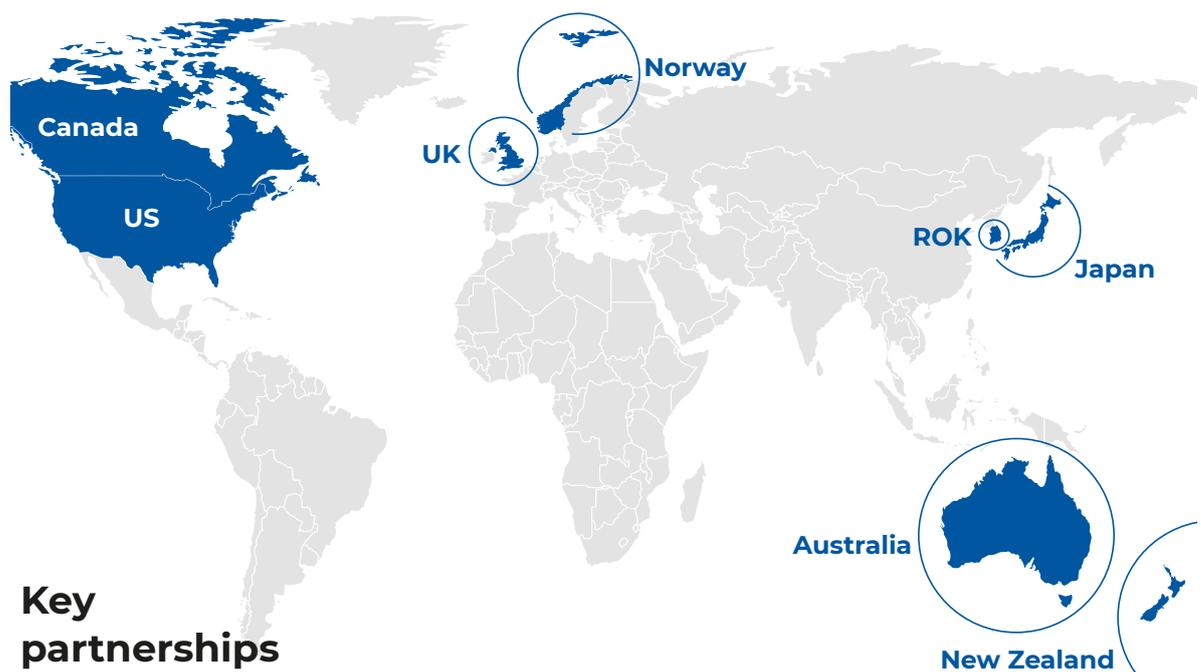 Norway
Canada
UK
US
ROK
Japan
Australia
Key
partnerships
New Zealand